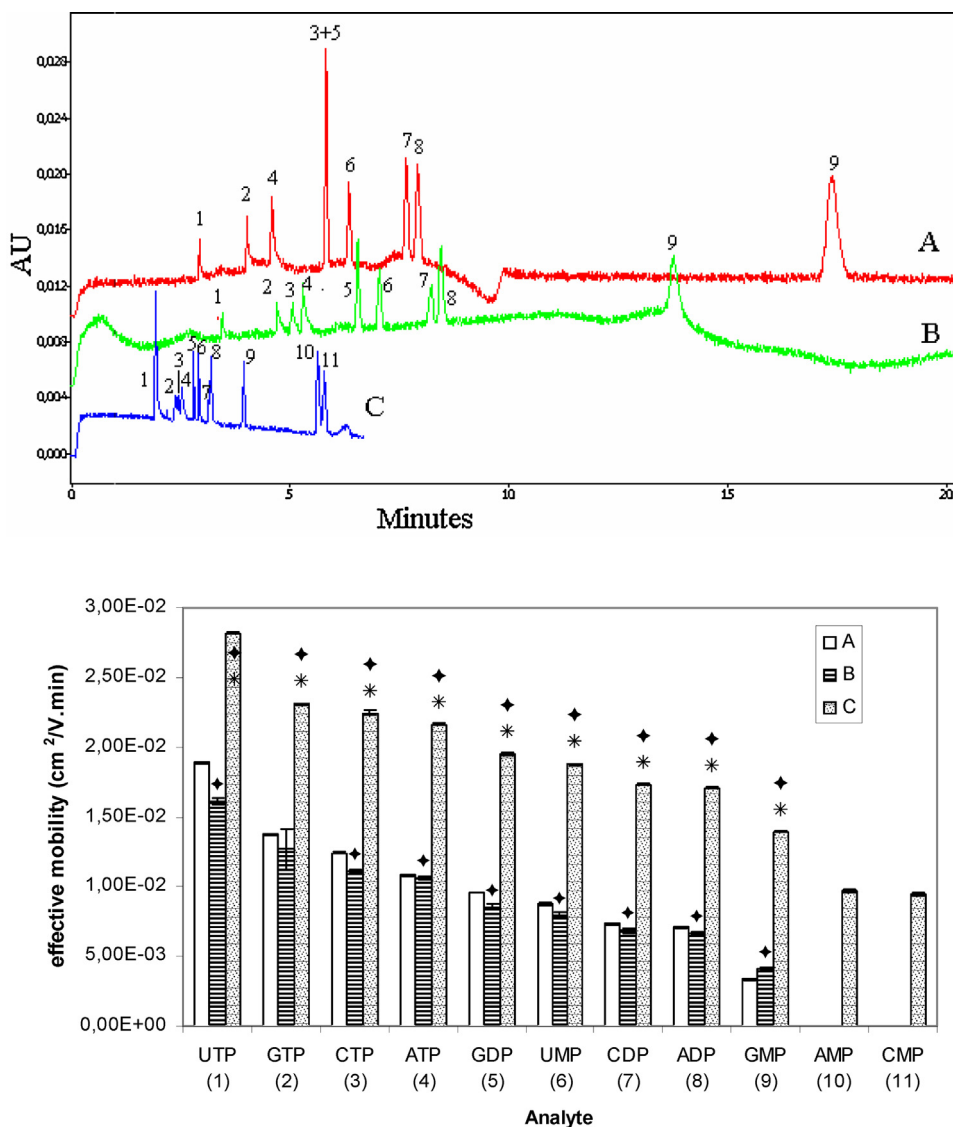 3+5
0,028
0,024
7
8
0,020
6
9
4
2
0,016
1
A
AU
9
0,012
1
2
3
4
5
6
7
8
B
0,008
5
6
8
9
10
11
3
1
2
4
7
C
0,004
0,000
0
5
10
15
20
Minutes
3,00E-02
A
B
C
2,50E-02
2,00E-02
1,50E-02
1,00E-02
5,00E-03
0,00E+00
effective mobility (cm ²/V.min)
UTP GTP CTP ATP GDP UMP CDP ADP GMP AMP CMP
(1) (2) (3) (4) (5) (6) (7) (8) (9) (10) (11)
Analyte